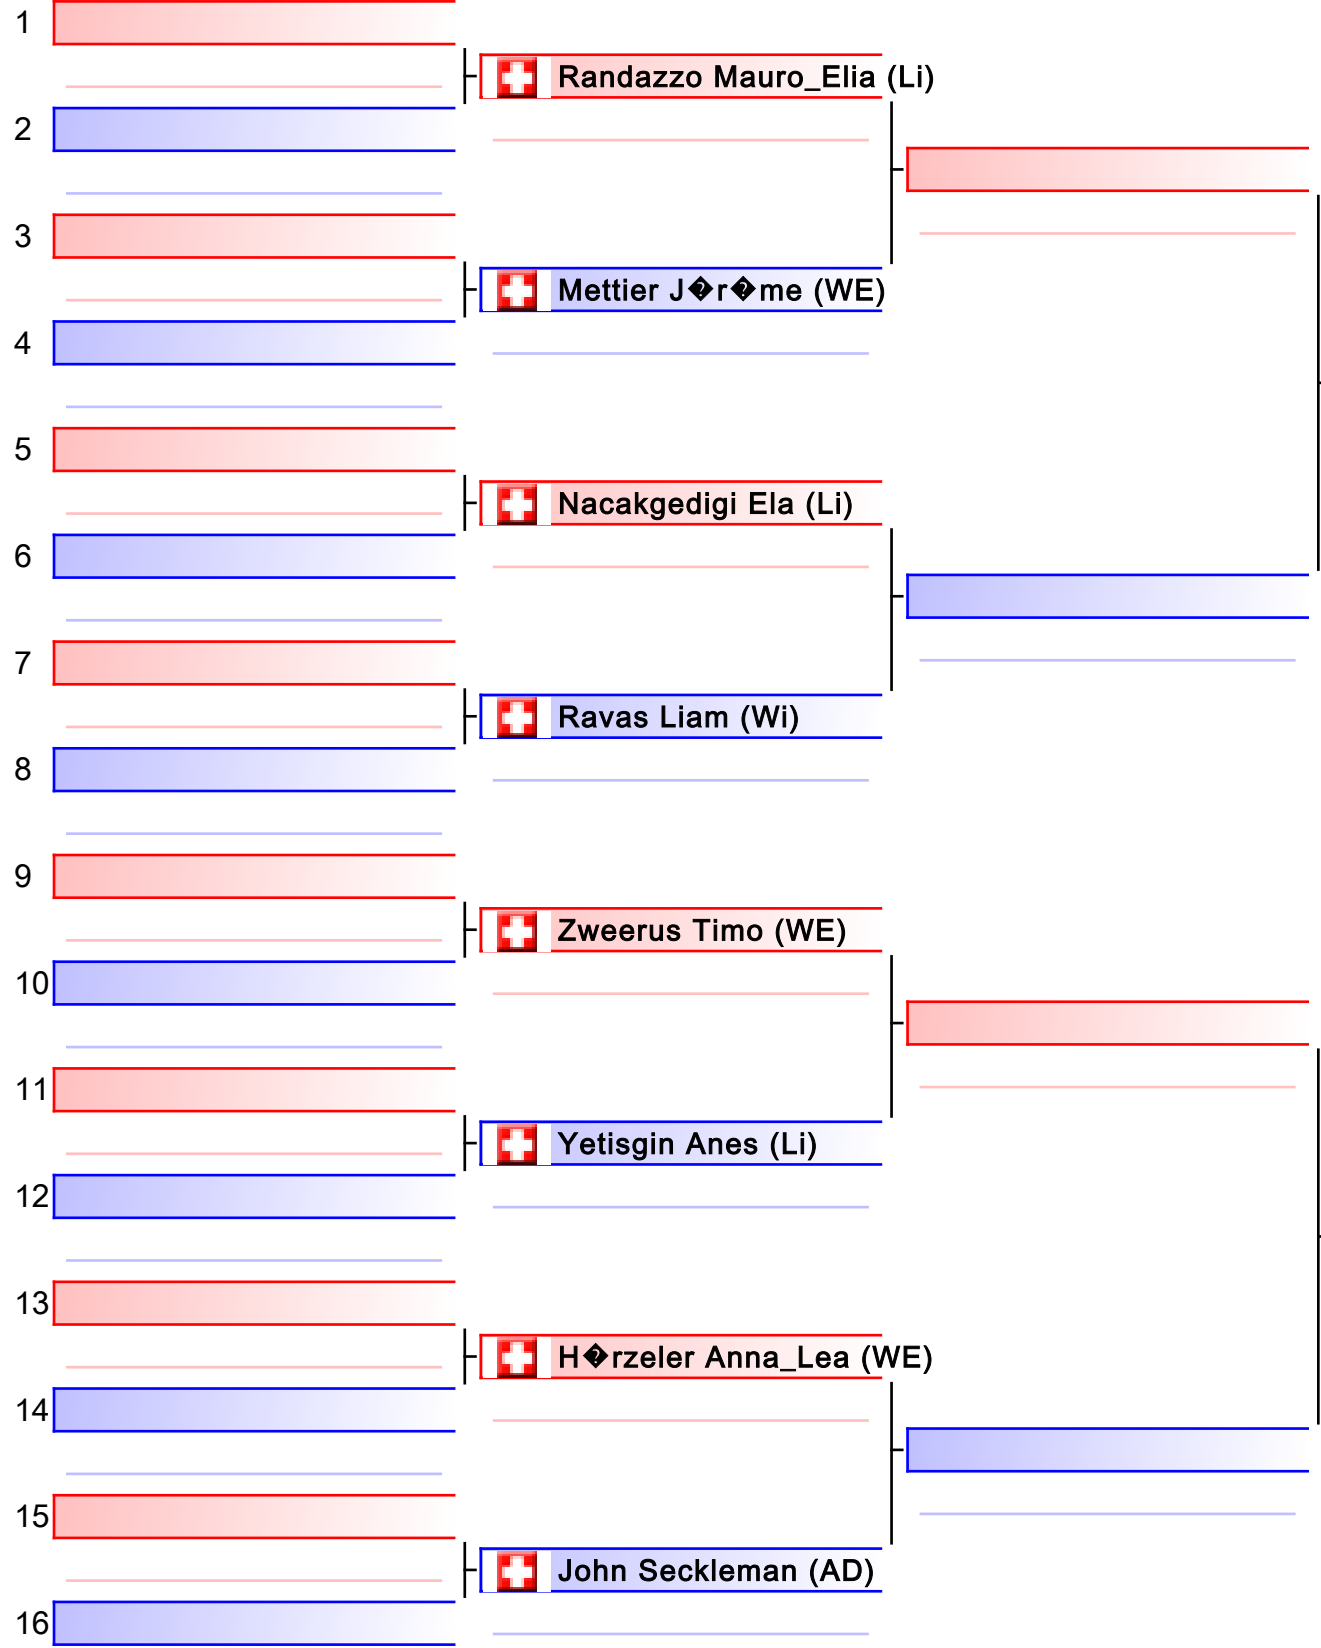 1
Randazzo Mauro_Elia (Li)
2
3
Mettier J�r�me (WE)
4
5
Nacakgedigi Ela (Li)
6
7
Ravas Liam (Wi)
8
9
Zweerus Timo (WE)
10
11
Yetisgin Anes (Li)
12
13
H�rzeler Anna_Lea (WE)
14
15
John Seckleman (AD)
16